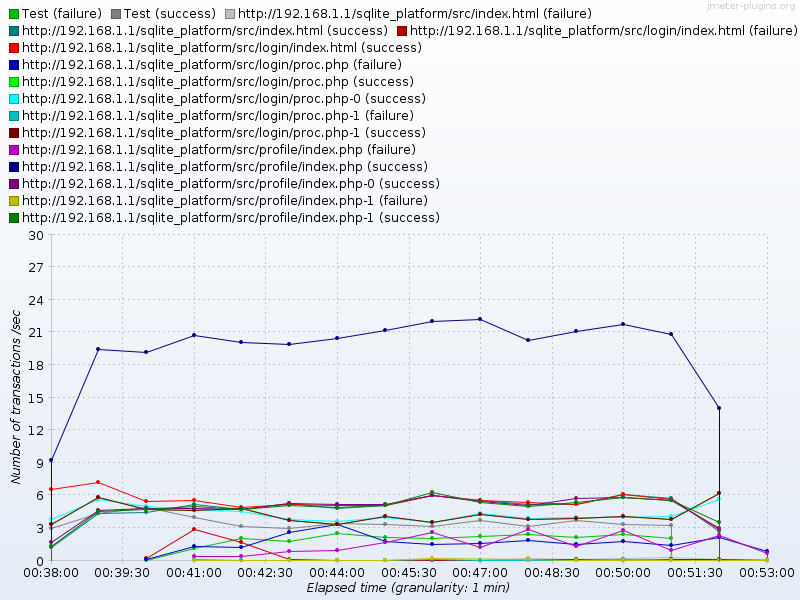 jmeter-plugins.org
Test (failure) Test (success) http://192.168.1.1/sqlite_platform/src/index.html (failure)
http://192.168.1.1/sqlite_platform/src/index.html (success) http://192.168.1.1/sqlite_platform/src/login/index.html (failure)
http://192.168.1.1/sqlite_platform/src/login/index.html (success)
http://192.168.1.1/sqlite_platform/src/login/proc.php (failure)
http://192.168.1.1/sqlite_platform/src/login/proc.php (success)
http://192.168.1.1/sqlite_platform/src/login/proc.php-0 (success)
http://192.168.1.1/sqlite_platform/src/login/proc.php-1 (failure)
http://192.168.1.1/sqlite_platform/src/login/proc.php-1 (success)
http://192.168.1.1/sqlite_platform/src/profile/index.php (failure)
http://192.168.1.1/sqlite_platform/src/profile/index.php (success)
http://192.168.1.1/sqlite_platform/src/profile/index.php-0 (success)
http://192.168.1.1/sqlite_platform/src/profile/index.php-1 (failure)
http://192.168.1.1/sqlite_platform/src/profile/index.php-1 (success)
Number of transactions /sec
30
27
24
21
18
15
12
9
6
3
0
00:38:00 00:39:30 00:41:00 00:42:30 00:44:00 00:45:30 00:47:00 00:48:30 00:50:00 00:51:30 00:53:00
Elapsed time (granularity: 1 min)